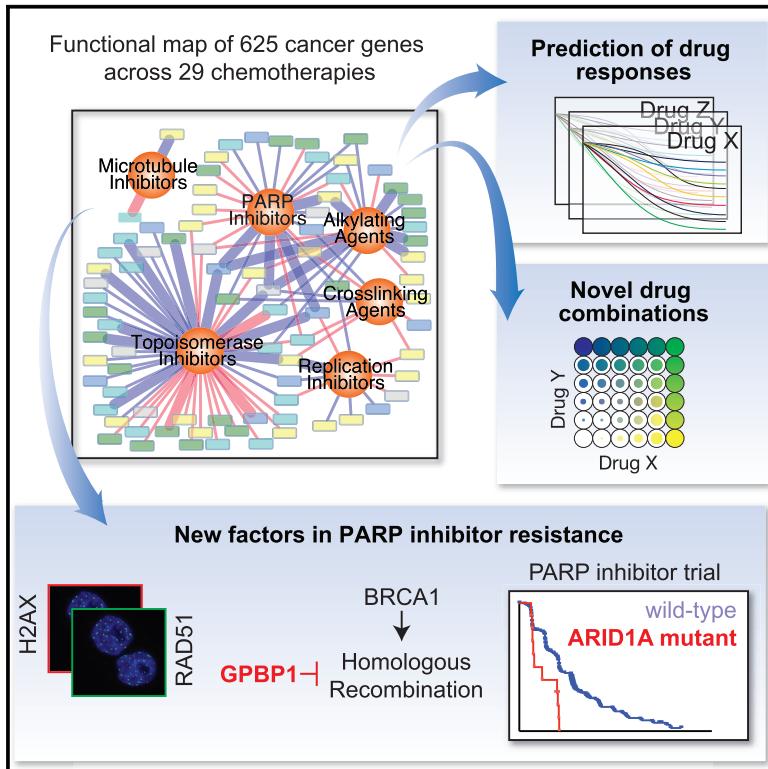 Functional map of 625 cancer genes
across 29 chemotherapies
Microtubule
Inhibitors
PARP
Inhibitors
Alkylating
Agents
Crosslinking
Agents
Topoisomerase
Inhibitors
Replication
Inhibitors
Prediction of drug
responses
Drug Z
Drug Y
Drug X
Novel drug
combinations
Drug Y
Drug X
New factors in PARP inhibitor resistance
H2AX
RAD51
BRCA1
GPBP1
Homologous
Recombination
PARP inhibitor trial
wild-type
ARID1A mutant